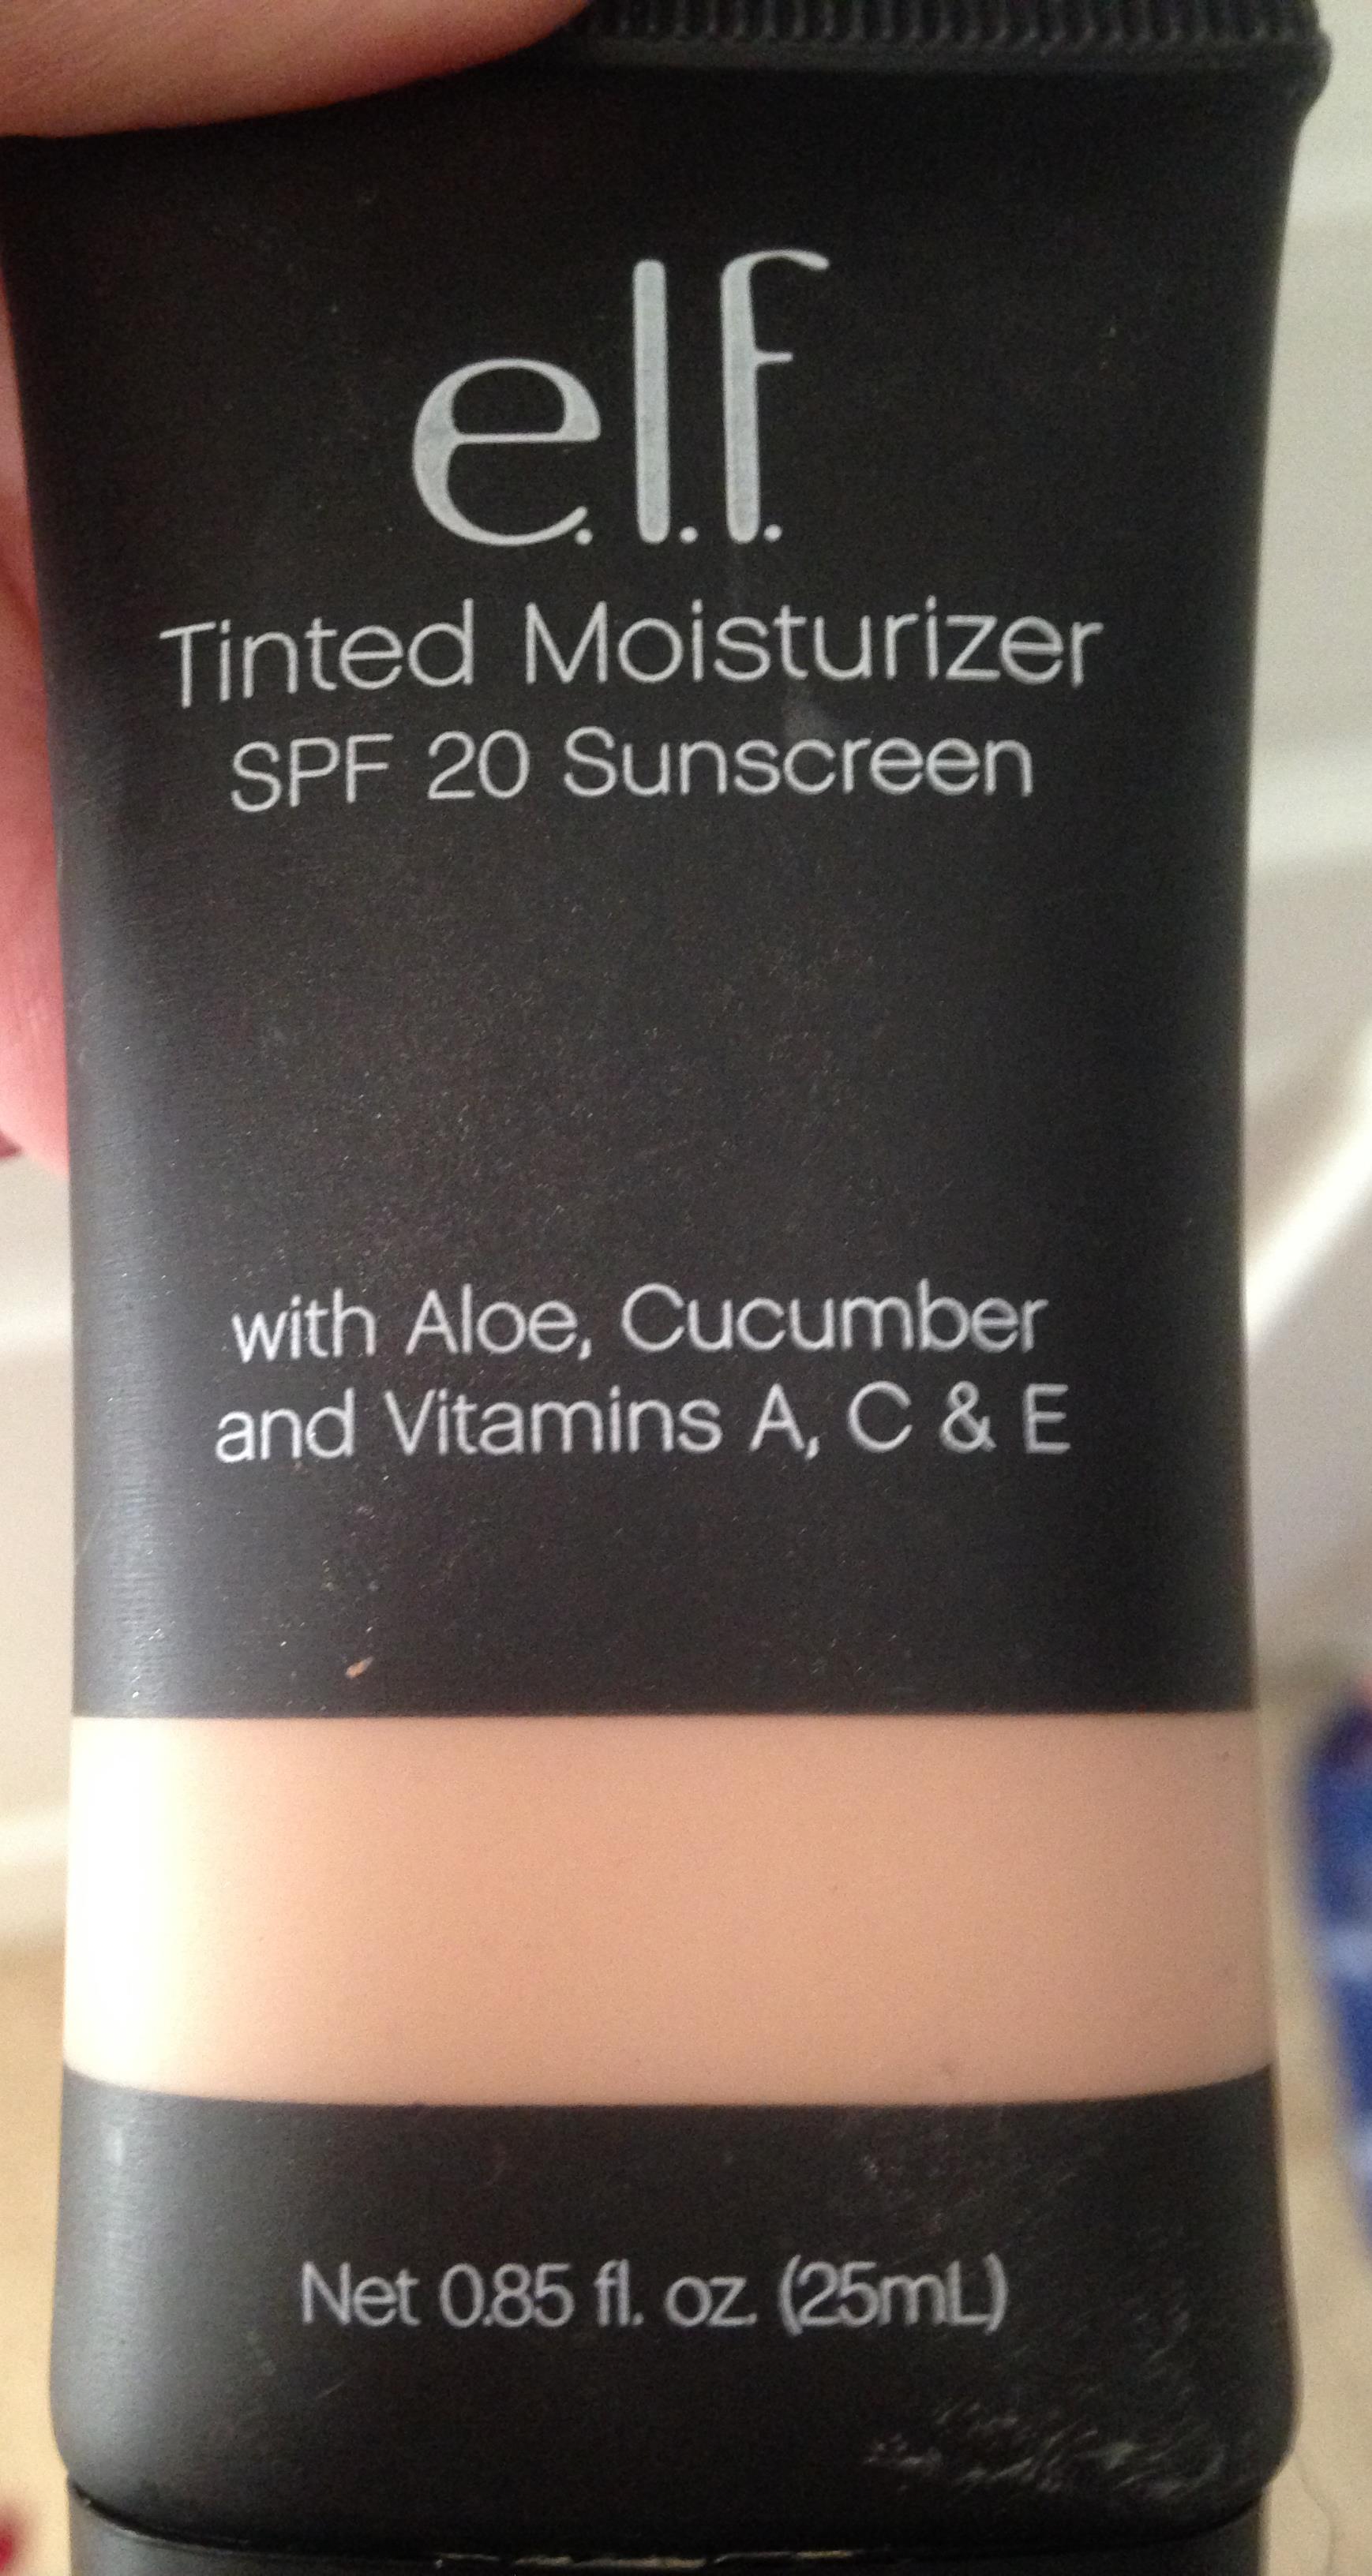 e.l.f.
Tinted Moisturizer
SPF 20 Sunscreen
with Aloe, Cucumber
and Vitamins A, C & E
Net 0.85 fl. oz. (25mL)